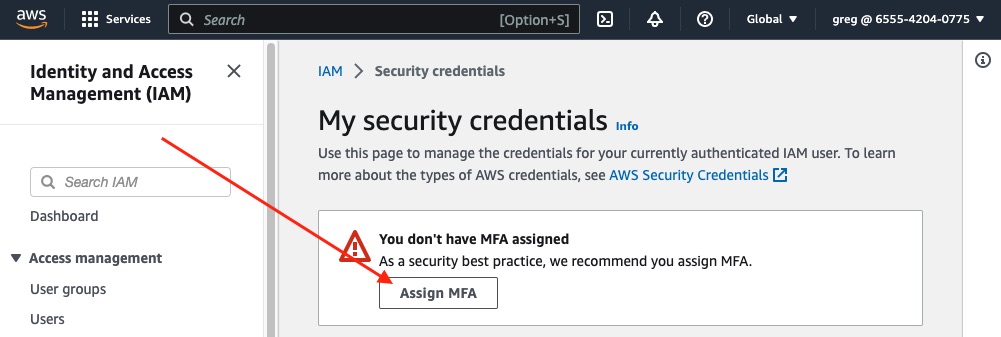 aws
Services
Search
[Option+S]
Global
greg @ 6555-4204-0775
Identity and Access
Management (IAM)
Search IAM
Dashboard
Access management
User groups
Users
IAM > Security credentials
My security credentials Info
Use this page to manage the credentials for your currently authenticated IAM user. To learn
more about the types of AWS credentials, see AWS Security Credentials
You don't have MFA assigned
As a security best practice, we recommend you assign MFA.
Assign MFA